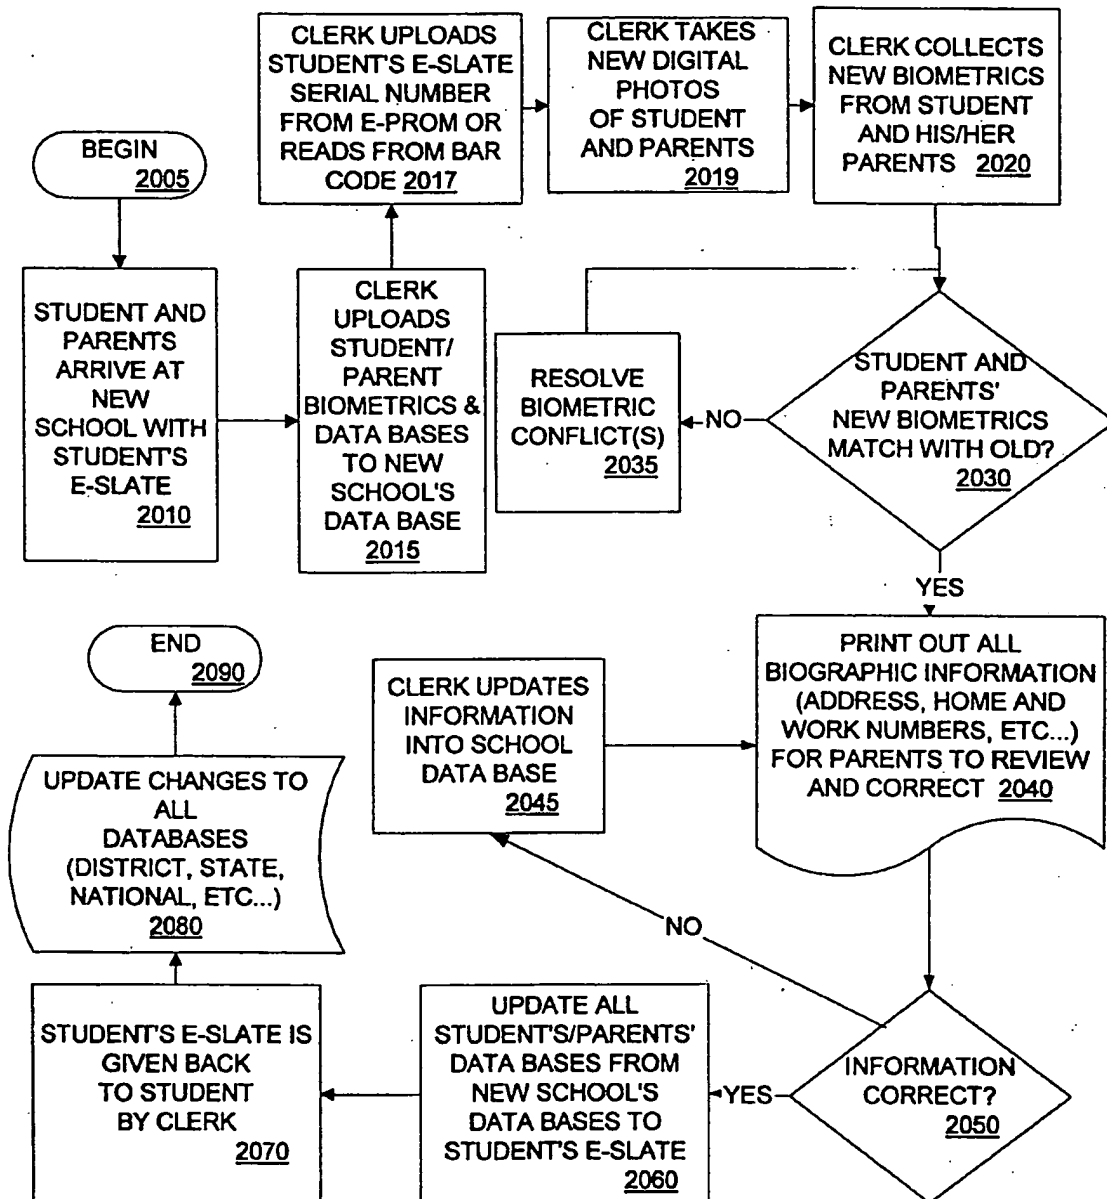 BEGIN
2005
STUDENT AND
PARENTS
ARRIVE AT
NEW
SCHOOL WITH
STUDENT'S
E-SLATE
2010
CLERK
UPLOADS
STUDENT/
PARENT
BIOMETRICS &
DATA BASES
TO NEW
SCHOOL'S
DATA BASE
2015
CLERK UPLOADS
STUDENT'S E-SLATE
SERIAL NUMBER
FROM E-PROM OR
READS FROM BAR
CODE 2017
CLERK TAKES
NEW DIGITAL
PHOTOS
OF STUDENT
AND PARENTS
2019
CLERK COLLECTS
NEW BIOMETRICS
FROM STUDENT
AND HIS/HER
PARENTS 2020
STUDENT AND
PARENTS'
NEW BIOMETRICS
MATCH WITH OLD?
2030
NO
RESOLVE
BIOMETRIC
CONFLICT(S)
2035
YES
PRINT OUT ALL
BIOGRAPHIC INFORMATION
(ADDRESS, HOME AND
WORK NUMBERS, ETC...)
FOR PARENTS TO REVIEW
AND CORRECT 2040
CLERK UPDATES
INFORMATION
INTO SCHOOL
DATA BASE
2045
NO
INFORMATION
CORRECT?
2050
YES
UPDATE ALL
STUDENT'S/PARENTS'
DATA BASES FROM
NEW SCHOOL'S
DATA BASES TO
STUDENT'S E-SLATE
2060
STUDENT'S E-SLATE IS
GIVEN BACK
TO STUDENT
BY CLERK
2070
UPDATE CHANGES TO
ALL
DATABASES
(DISTRICT, STATE,
NATIONAL, ETC...)
2080
END
2090